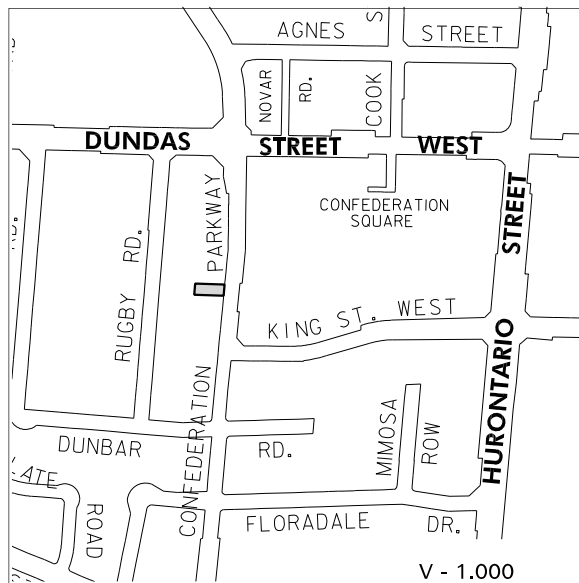 AGNES STREET
NOVAR RD.
COOK
DUNDAS STREET WEST
CONFEDERATION
SQUARE
CONFEDERATION PARKWAY
RUGBY RD.
KING ST. WEST
HURONTARIO STREET
MIMOSA ROW
DUNBAR RD.
FLORADALE DR.
ROAD
V - 1.000